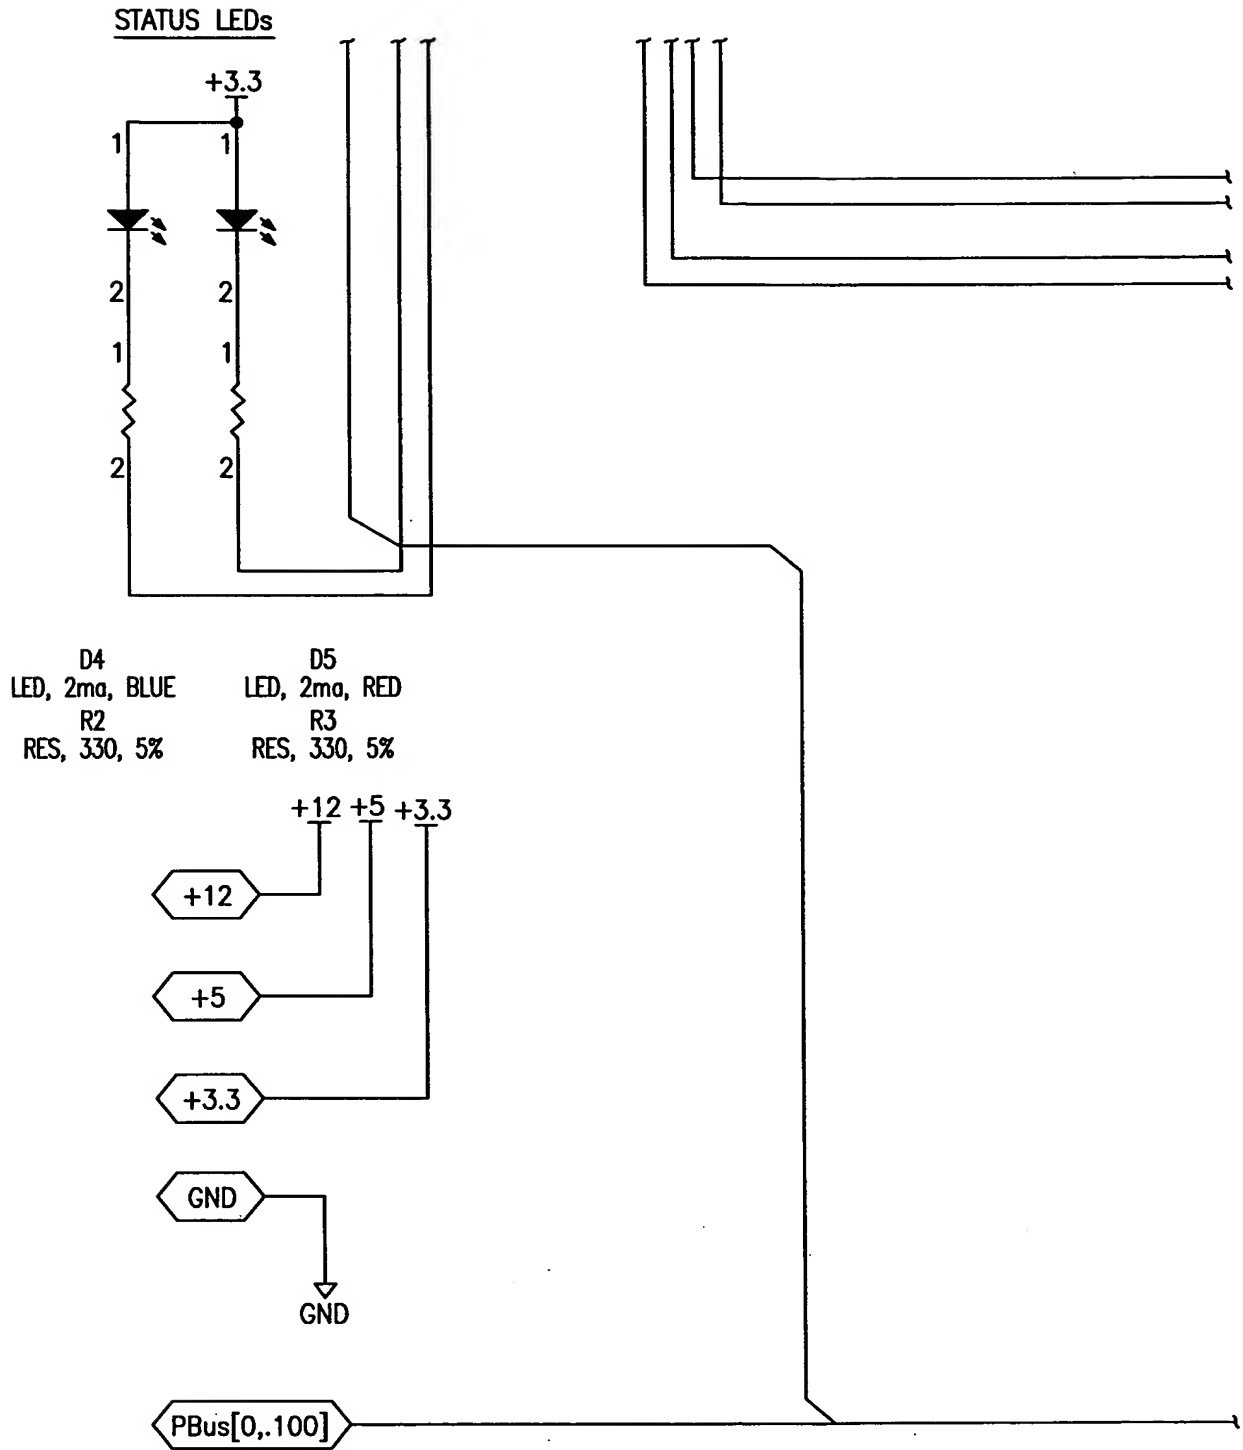 STATUS LEDs
+3.3
1 1
2 2
1 1
2 2
D4 D5
LED, 2ma, BLUE LED, 2ma, RED
R2 R3
RES, 330, 5% RES, 330, 5%
+12 +5 +3.3
+12
+5
+3.3
GND
GND
PBus[0,.100]